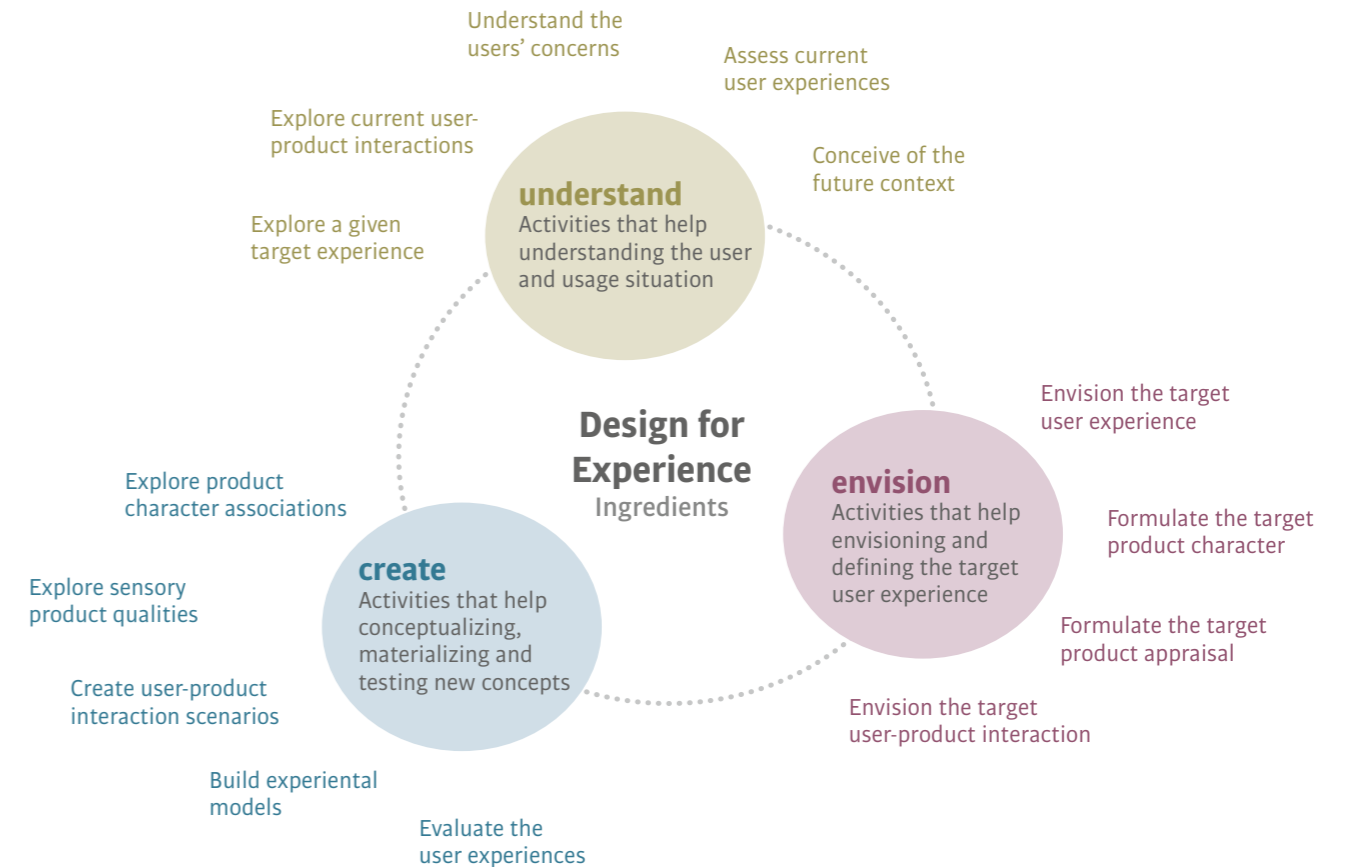 Understand the
users’ concerns
Assess current
user experiences
Explore current user-
product interactions
Conceive of the
future context
Explore a given
target experience
understand
Activities that help
understanding the user
and usage situation
Design for
Experience
Ingredients
Envision the target
user experience
envision
Activities that help
envisioning and
defining the target
user experience
Formulate the target
product character
Formulate the target
product appraisal
Envision the target
user-product interaction
Explore product
character associations
create
Activities that help
conceptualizing,
materializing and
testing new concepts
Explore sensory
product qualities
Create user-product
interaction scenarios
Build experiental
models
Evaluate the
user experiences